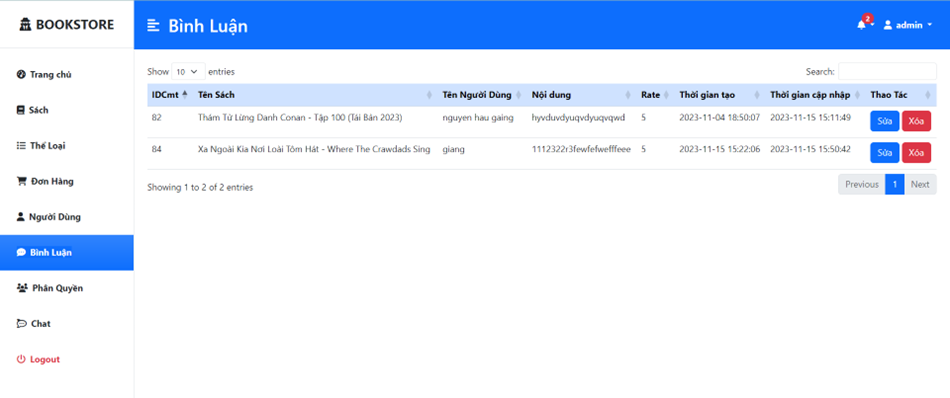 BOOKSTORE
Bình Luận
2
admin
Trang chủ
Sách
Thể Loại
Đơn Hàng
Người Dùng
Bình Luận
Phân Quyền
Chat
Logout
Show 10 entries
Search:
IDCmt Tên Sách Tên Người Dùng Nội dung Rate Thời gian tạo Thời gian cập nhập Thao Tác
82 Thám Tử Lừng Danh Conan - Tập 100 (Tái Bản 2023) nguyen hau gaing hyvduvdyuqvdyuqvqwd 5 2023-11-04 18:50:07 2023-11-15 15:11:49 Sửa Xóa
84 Xa Ngoài Kia Nơi Loài Tôm Hát - Where The Crawdads Sing giang 1112322r3fewfefwefffeee 5 2023-11-15 15:22:06 2023-11-15 15:50:42 Sửa Xóa
Showing 1 to 2 of 2 entries
Previous 1 Next